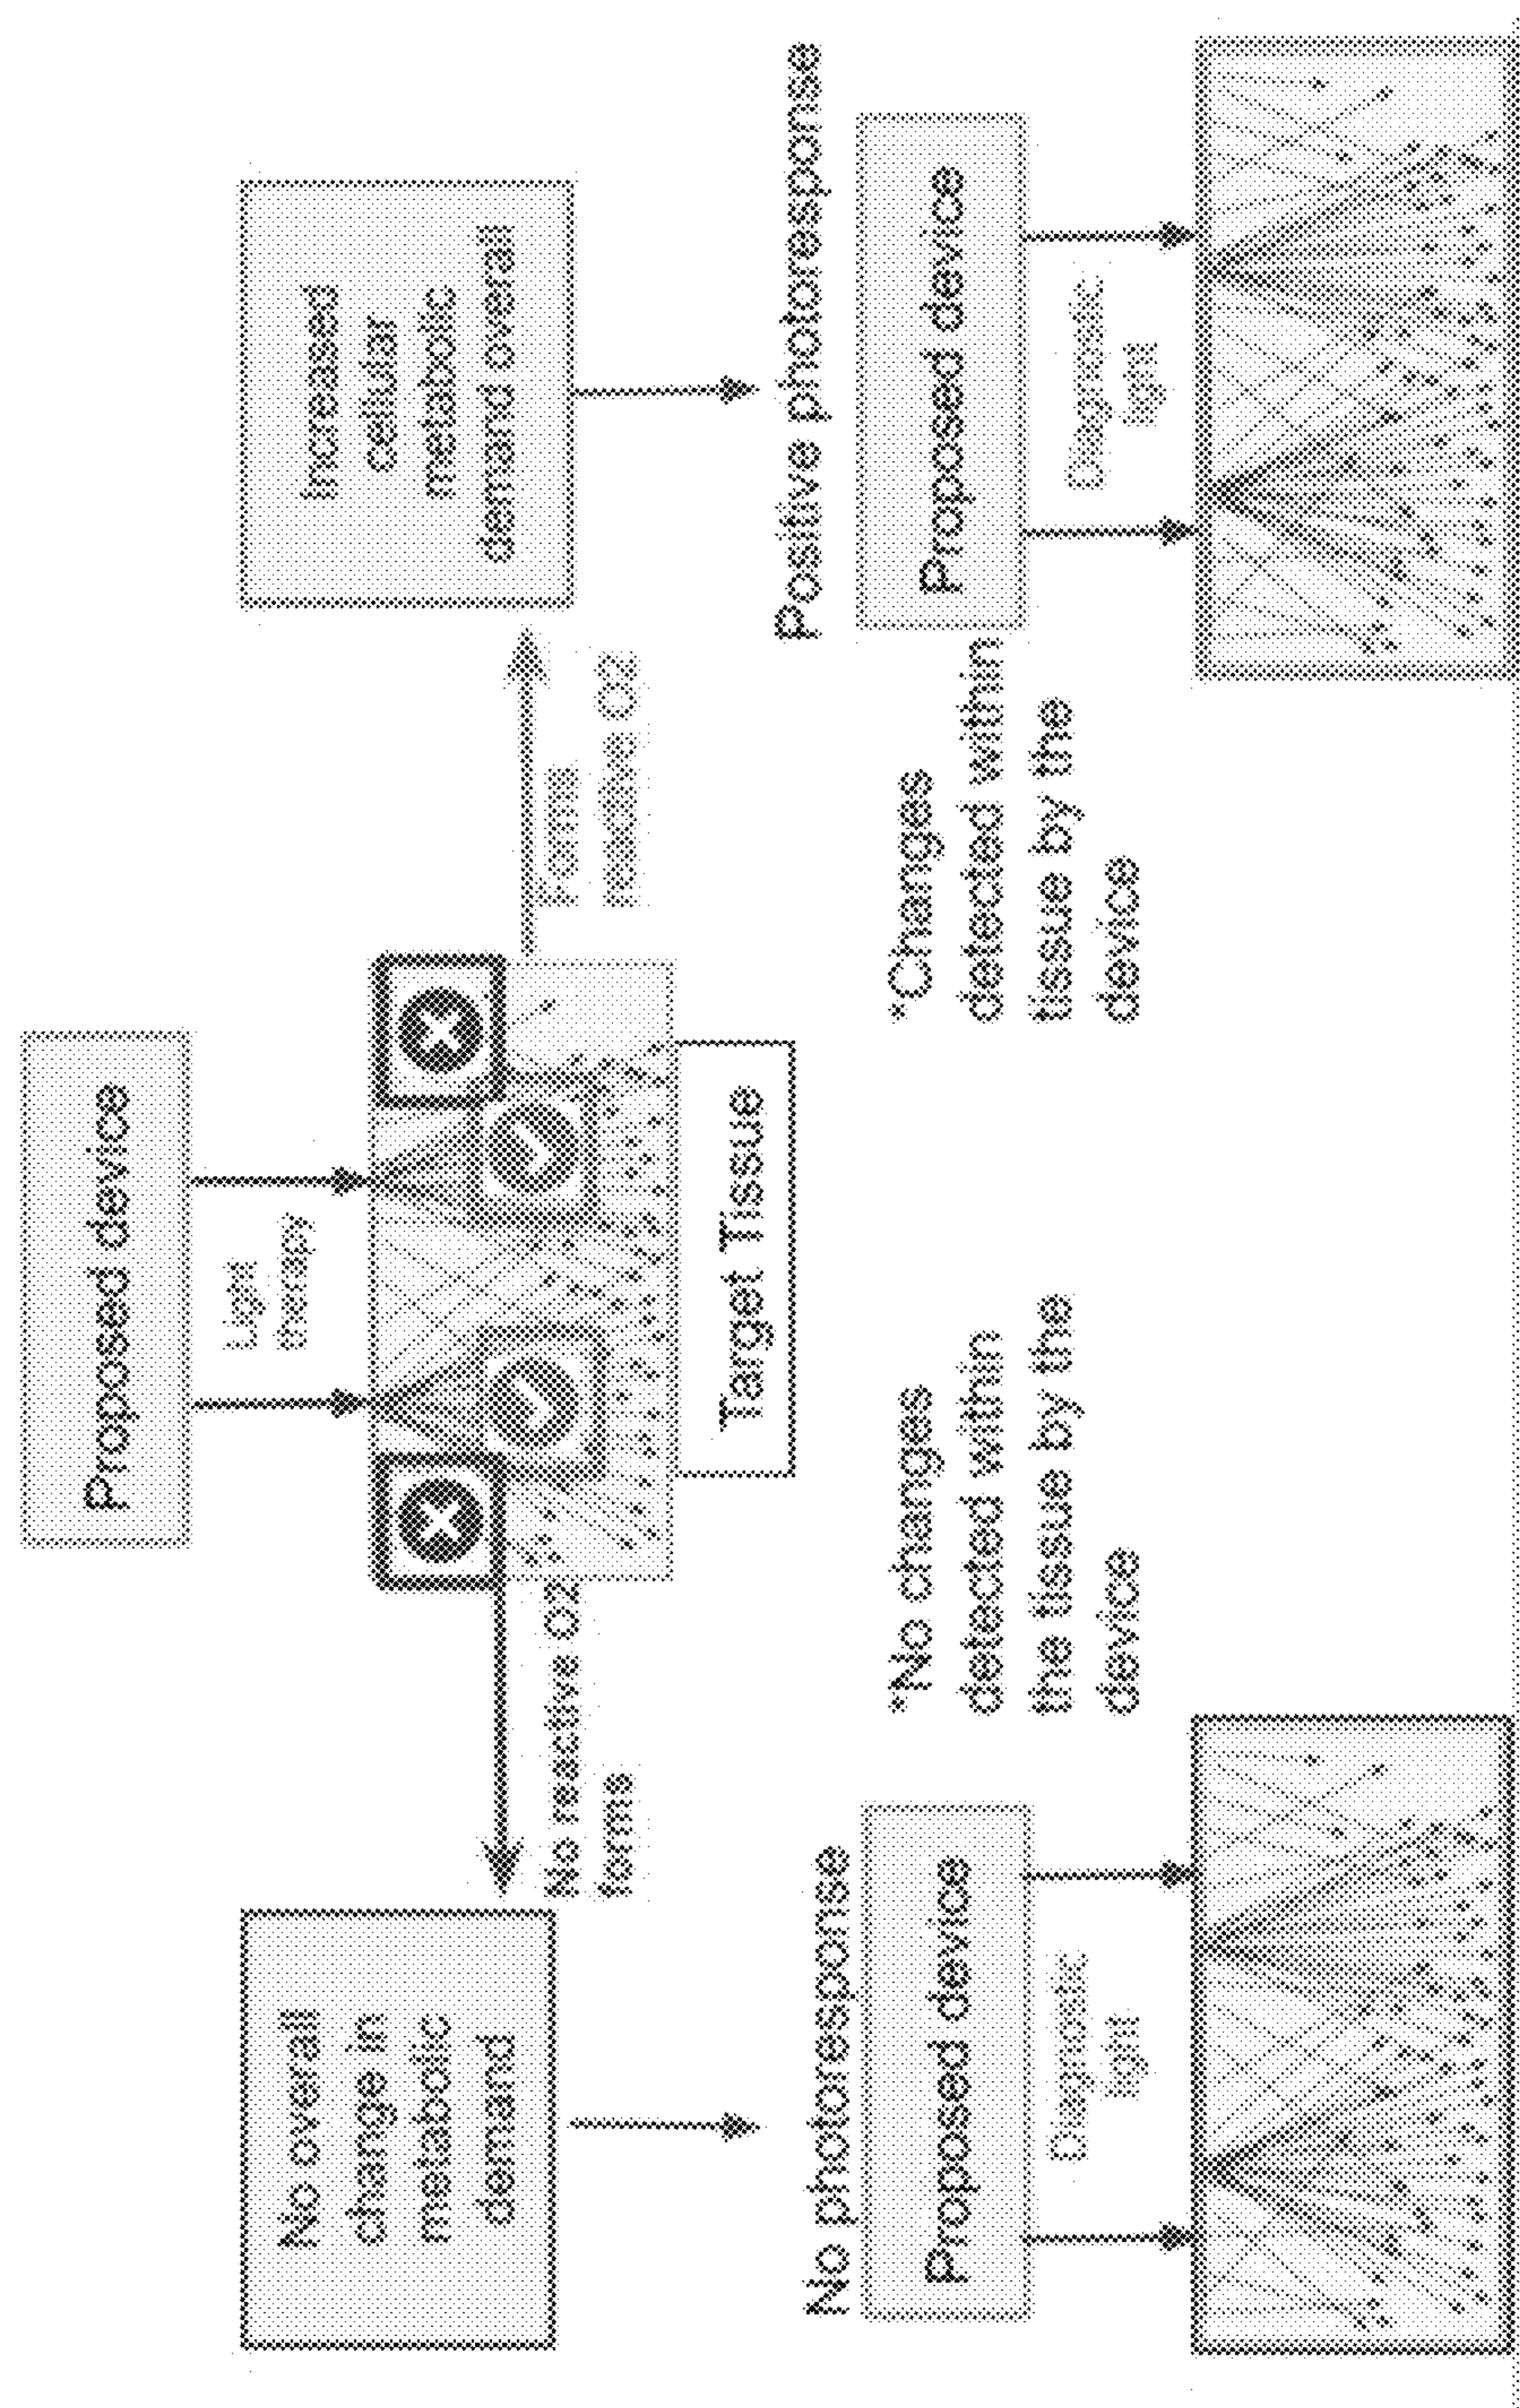 Proposed device
Light
therapy
Target Tissue
No reactive O2
forms
Forms
reactive O2
No overall
change in
metabolic
demand
Increased
cellular
metabolic
demand overall
No photoresponse
Proposed device
Diagnostic
light
*No changes
detected within
the tissue by the
device
*Changes
detected within
tissue by the
device
Positive photoresponse
Proposed device
Diagnostic
light